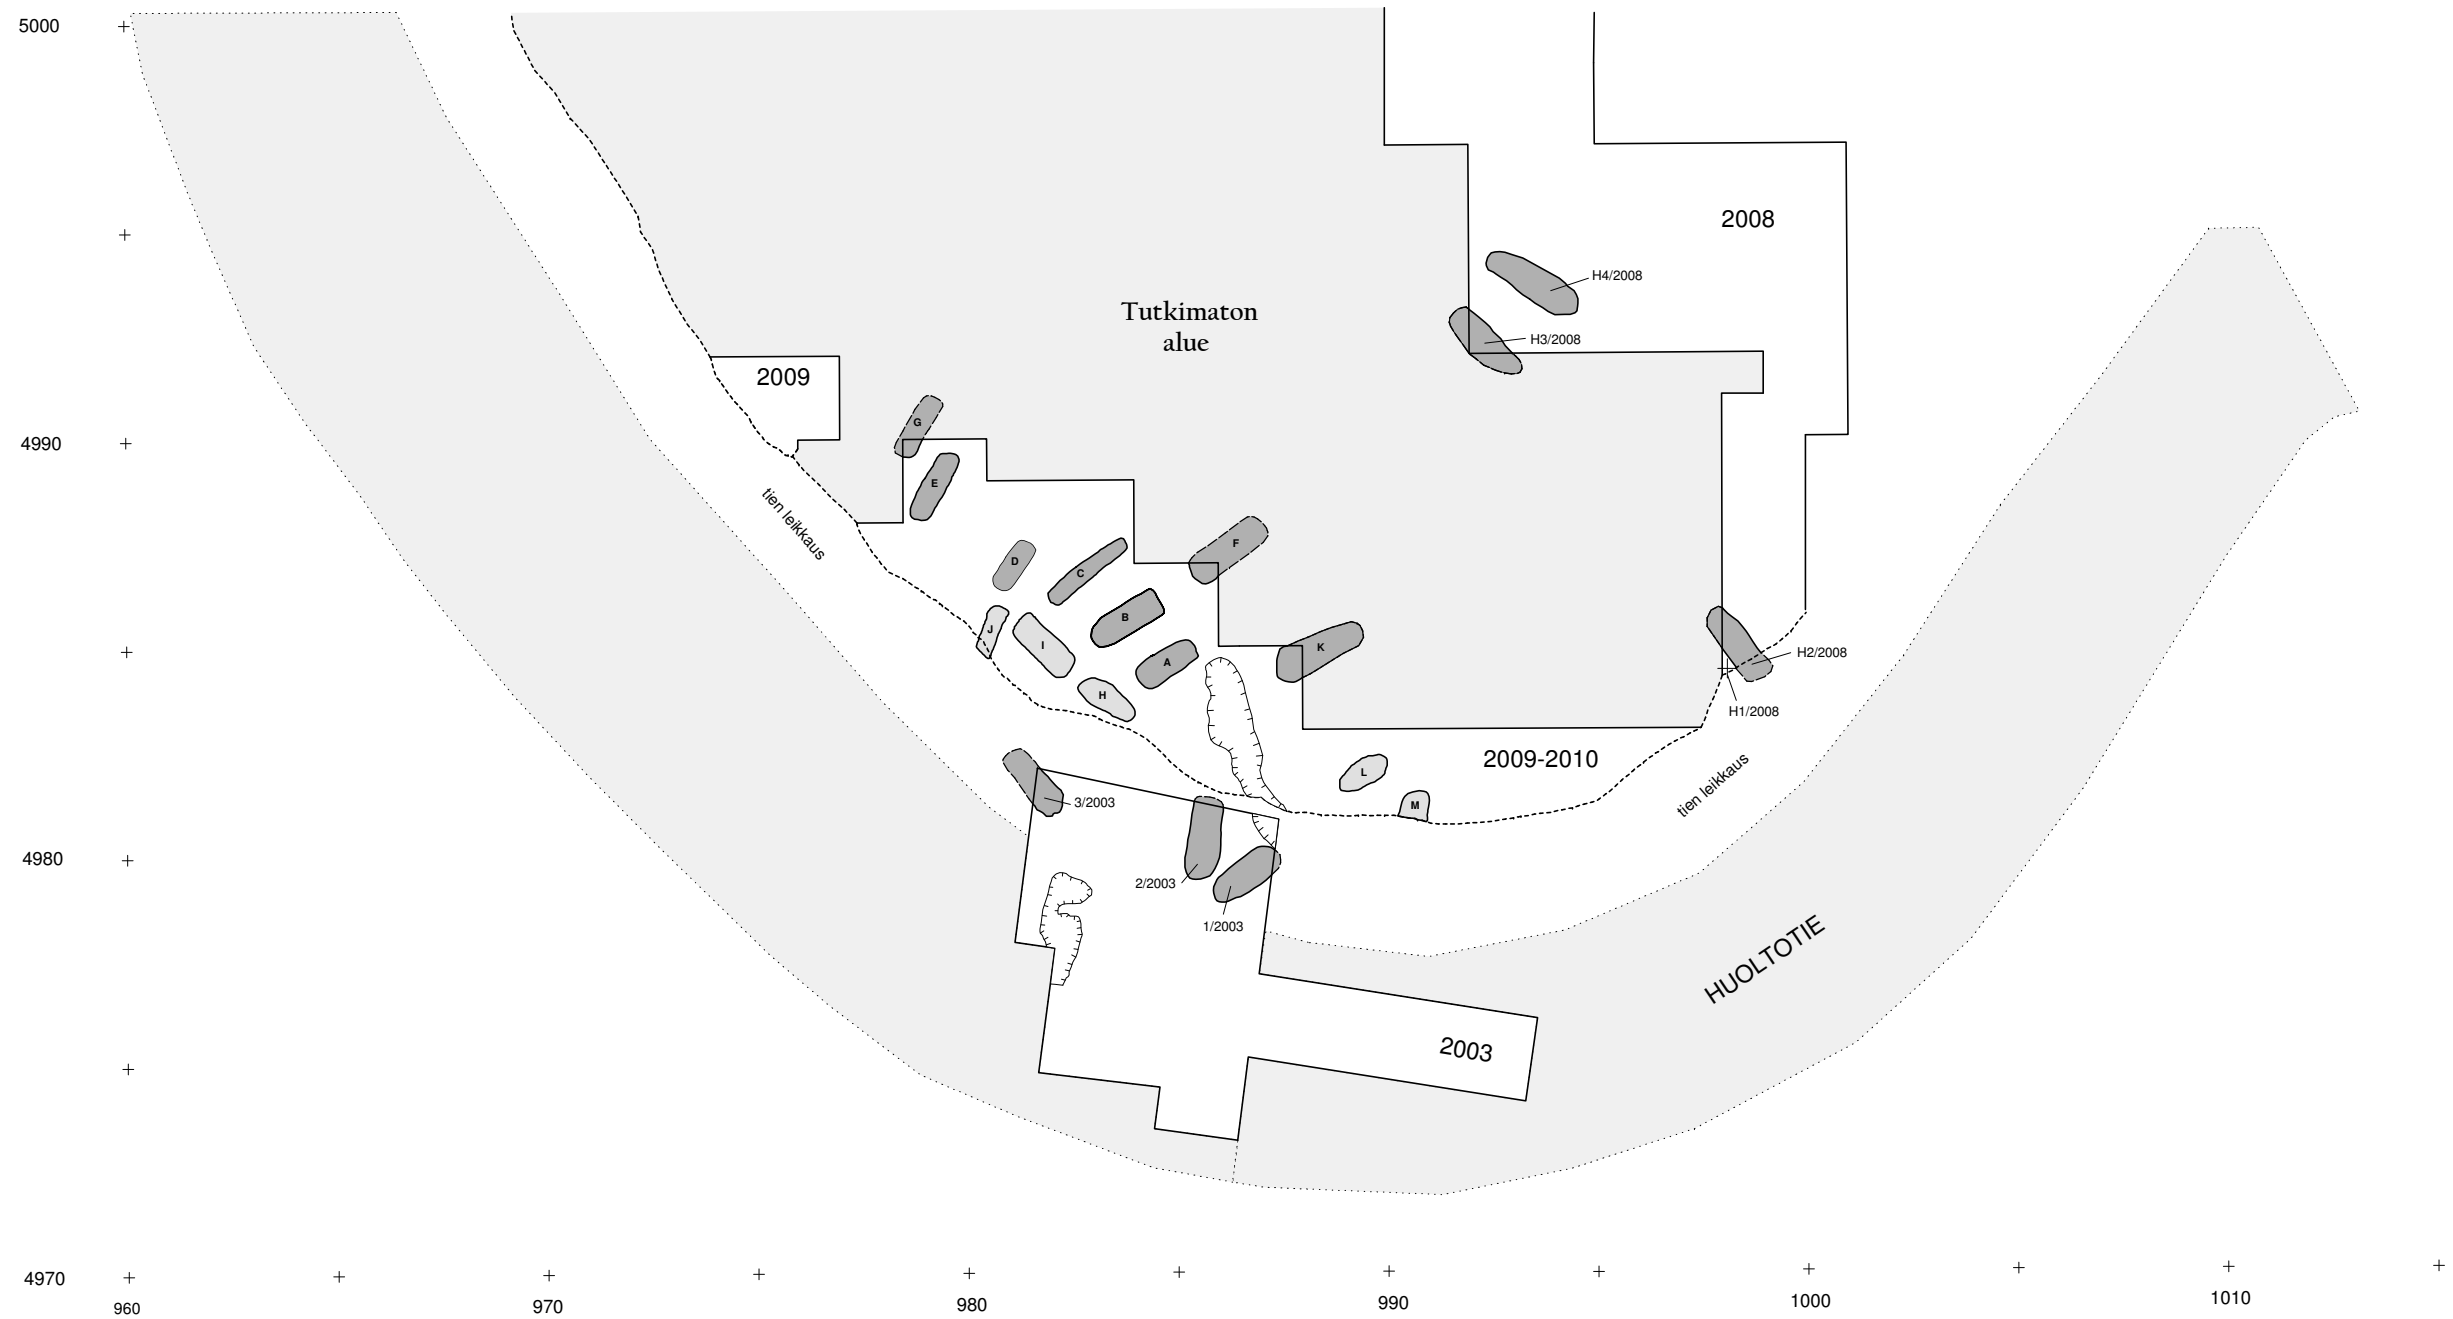 5000
2008
H4/2008
Tutkimaton
alue
H3/2008
2009
G
4990
E
tien leikkaus
F
D
C
B
J
I
A
K
H2/2008
H
H1/2008
2009-2010
L
M
tien leikkaus
3/2003
4980
2/2003
1/2003
HUOLTOTIE
2003
4970
960
970
980
990
1000
1010